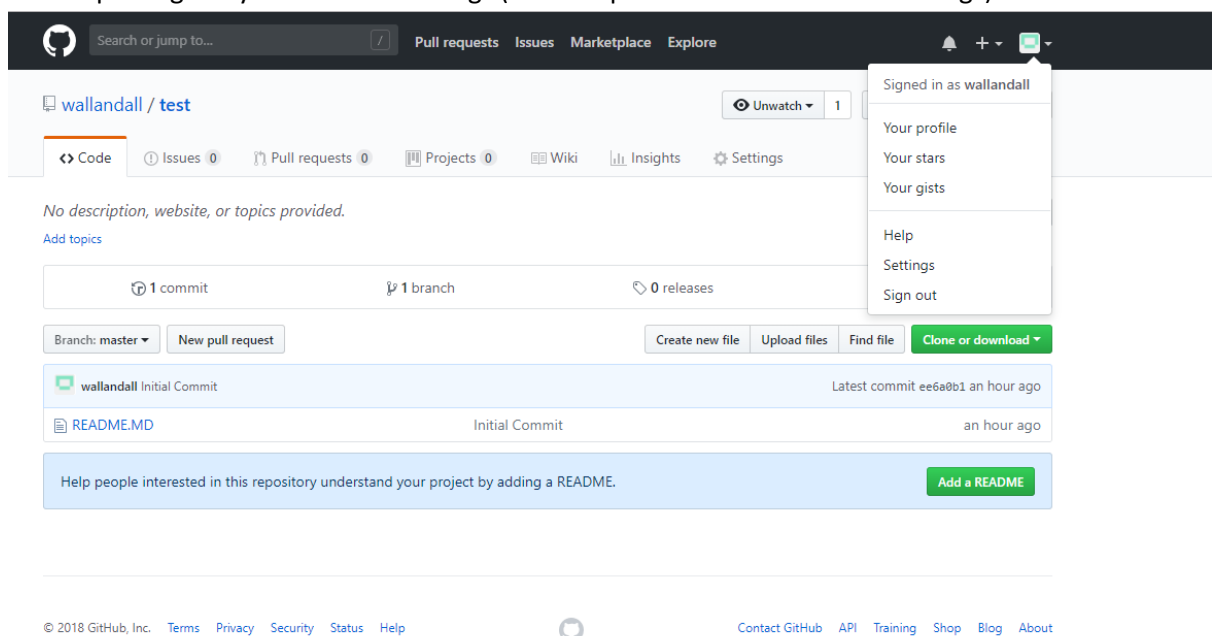 Search or jump to... / Pull requests Issues Marketplace Explore
Signed in as wallandall
wallandall / test Unwatch 1
Your profile
<> Code Issues 0 Pull requests 0 Projects 0 Wiki Insights Settings
Your stars
Your gists
No description, website, or topics provided.
Add topics
Help
Settings
Sign out
1 commit 1 branch 0 releases
Branch: master New pull request Create new file Upload files Find file Clone or download
wallandall Initial Commit Latest commit ee6a0b1 an hour ago
README.MD Initial Commit an hour ago
Help people interested in this repository understand your project by adding a README. Add a README
© 2018 GitHub, Inc. Terms Privacy Security Status Help Contact GitHub API Training Shop Blog About